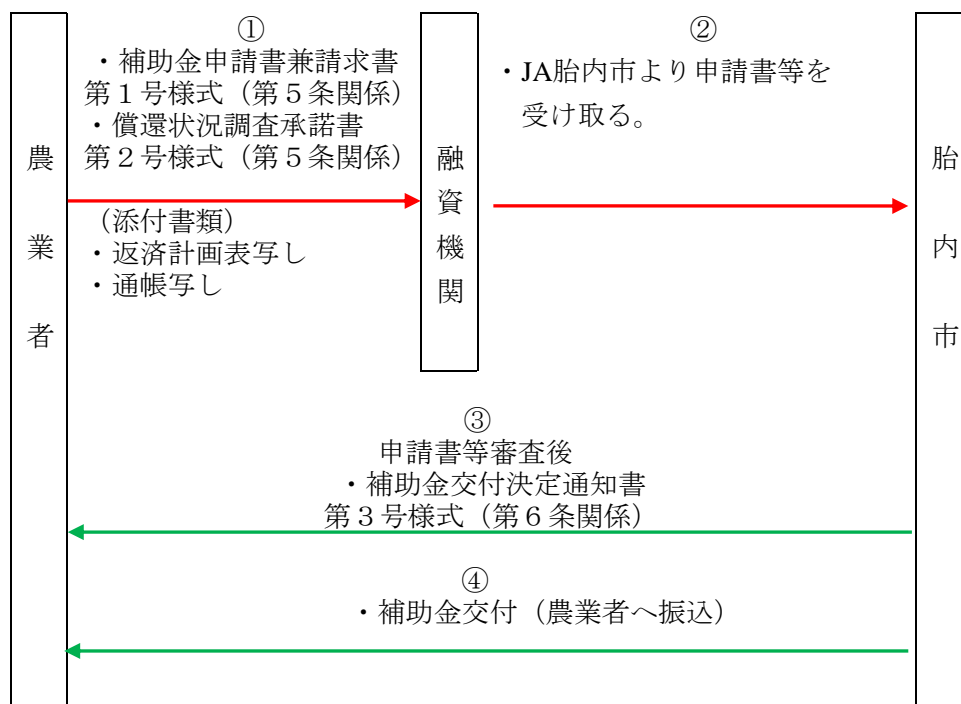 ①
・補助金申請書兼請求書
第１号様式（第５条関係）
・償還状況調査承諾書
第２号様式（第５条関係）
（添付書類）
・返済計画表写し
・通帳写し
農業者
融資機関
②
・JA胎内市より申請書等を
受け取る。
胎内市
③
申請書等審査後
・補助金交付決定通知書
第３号様式（第６条関係）
④
・補助金交付（農業者へ振込）